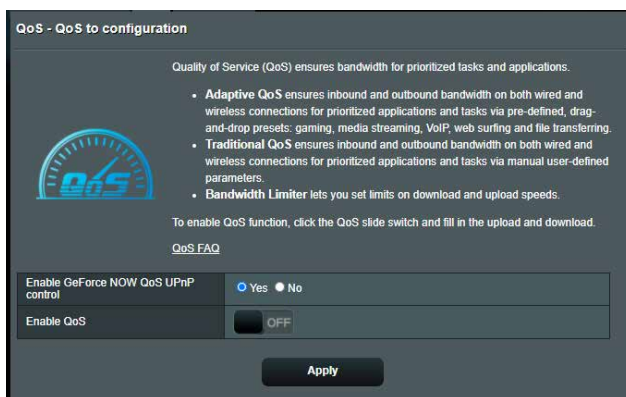 QoS - QoS to configuration
Quality of Service (QoS) ensures bandwidth for prioritized tasks and applications.
• Adaptive QoS ensures inbound and outbound bandwidth on both wired and
wireless connections for prioritized applications and tasks via pre-defined, drag-
and-drop presets: gaming, media streaming, VoIP, web surfing and file transferring.
• Traditional QoS ensures inbound and outbound bandwidth on both wired and
wireless connections for prioritized applications and tasks via manual user-defined
parameters.
• Bandwidth Limiter lets you set limits on download and upload speeds.
QoS
To enable QoS function, click the QoS slide switch and fill in the upload and download.
QoS FAQ
Enable GeForce NOW QoS UPnP
control
Yes No
Enable QoS
OFF
Apply